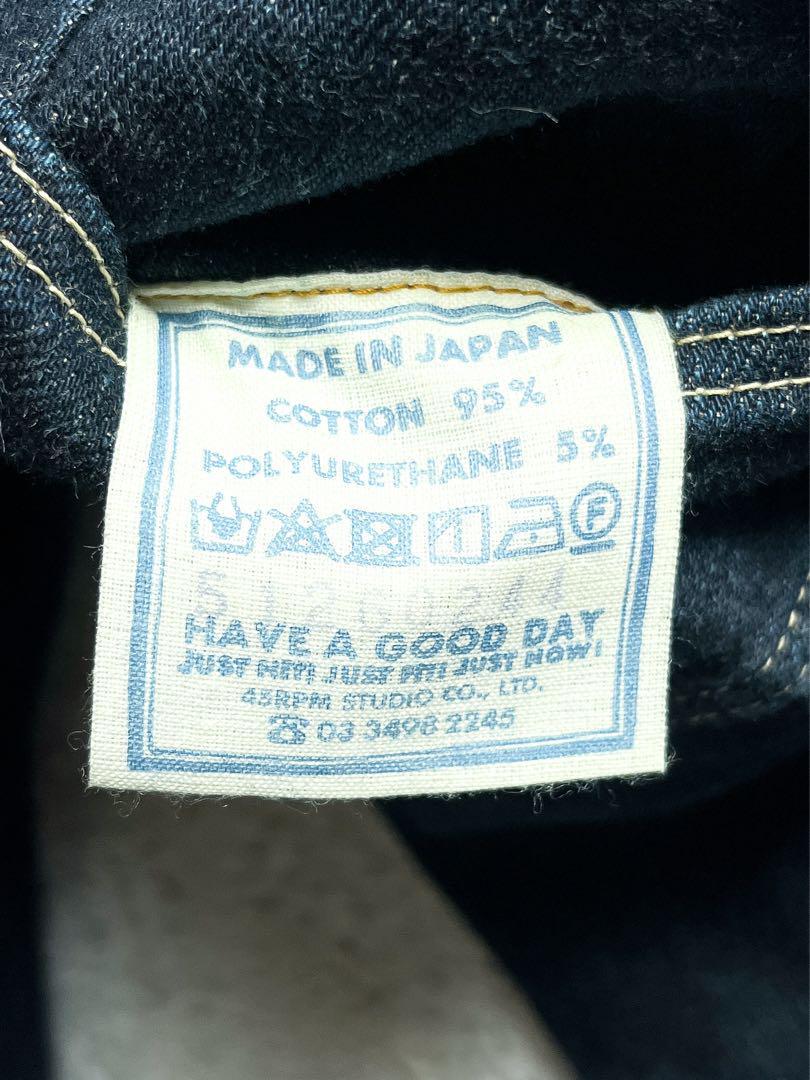 MADE IN JAPAN
COTTON 95%
POLYURETHANE 5%
F
HAVE A GOOD DAY
JUST HIT! JUST FIT! JUST NOW!
45RPM STUDIO CO., LTD.
☎ 03 3498 2245